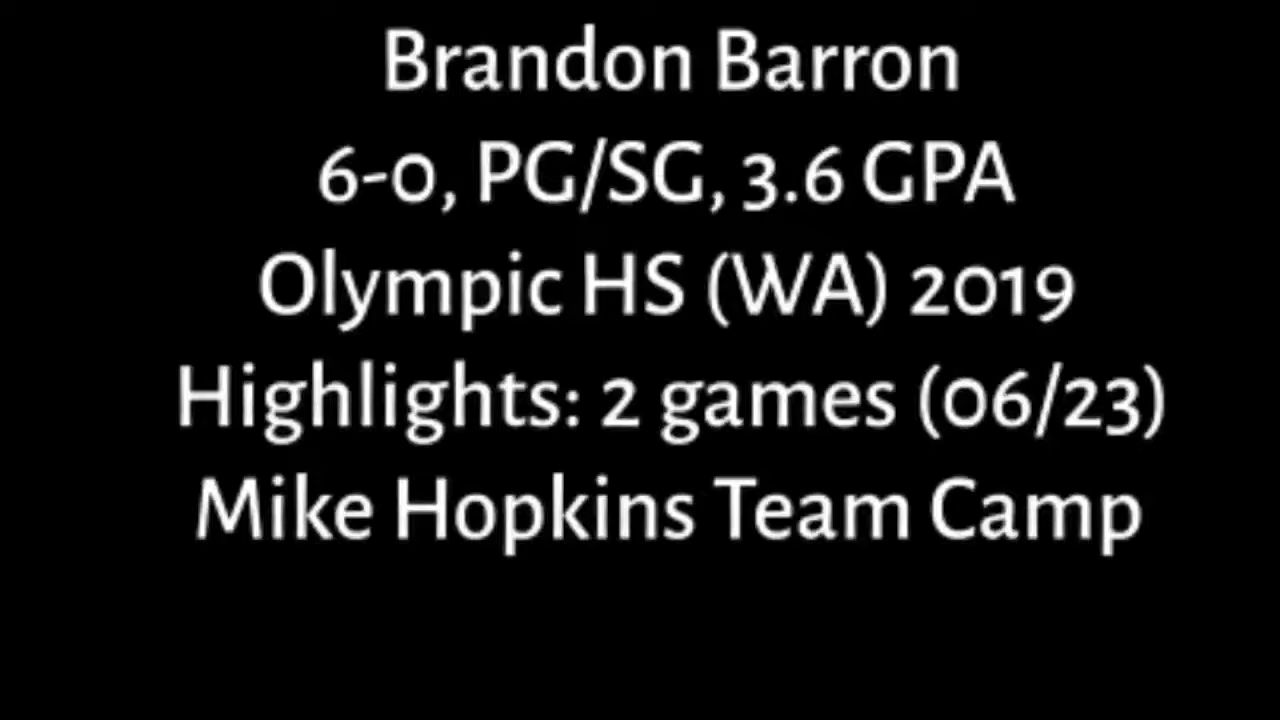 Brandon Barron
6-0, PG/SG, 3.6 GPA
Olympic HS (WA) 2019
Highlights: 2 games (06/23)
Mike Hopkins Team Camp